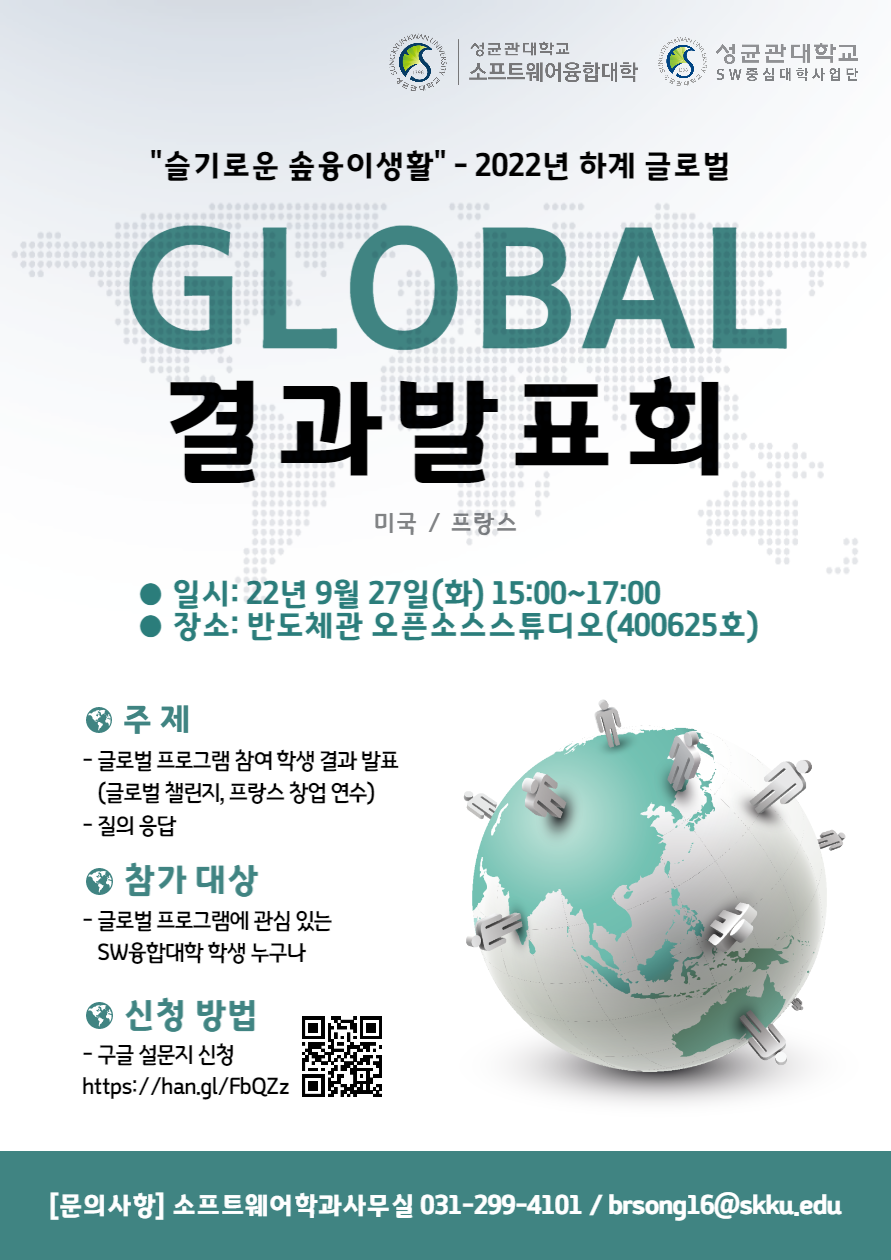 성균관대학교
소프트웨어융합대학
성균관대학교
SW중심대학사업단
"슬기로운 솦융이생활" - 2022년 하계 글로벌
GLOBAL
결과발표회
미국 / 프랑스
● 일시: 22년 9월 27일(화) 15:00~17:00
● 장소: 반도체관 오픈소스스튜디오(400625호)
주 제
- 글로벌 프로그램 참여 학생 결과 발표
(글로벌 챌린지, 프랑스 창업 연수)
- 질의 응답
참가 대상
- 글로벌 프로그램에 관심 있는
SW융합대학 학생 누구나
신청 방법
- 구글 설문지 신청
https://han.gl/FbQZz
[문의사항] 소프트웨어학과사무실 031-299-4101 / brsong16@skku.edu